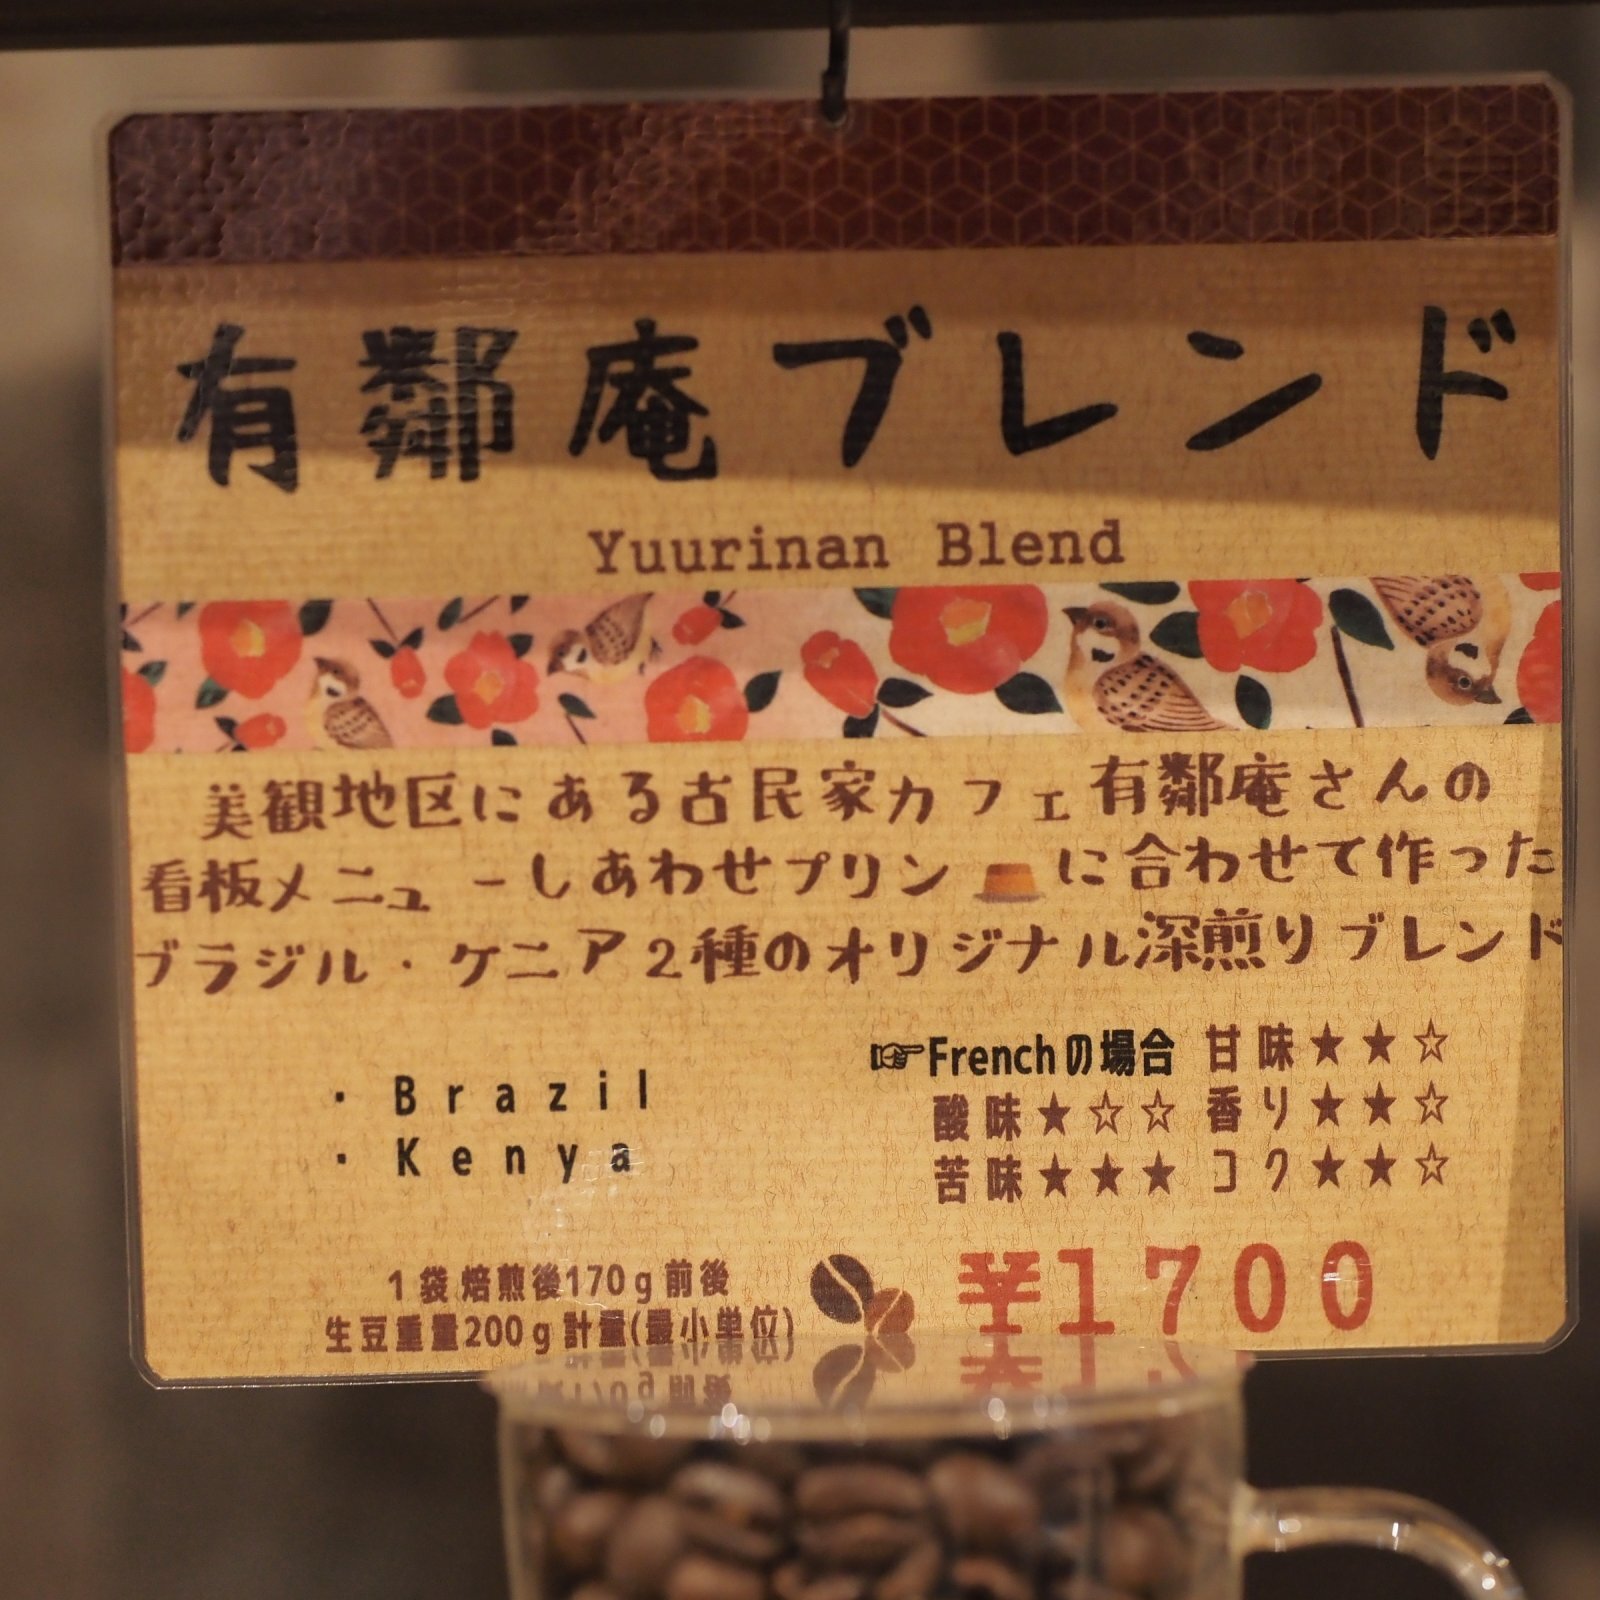 有鄰庵ブレンド
Yuurinan Blend
美観地区にある古民家カフェ有鄰庵さんの
看板メニューしあわせプリン🍮に合わせて作った
ブラジル・ケニア2種のオリジナル深煎りブレンド
・Brazil
・Kenya
☞Frenchの場合 甘味★★☆
酸味★☆☆ 香り★★☆
苦味★★★ コク★★☆
1袋焙煎後170g前後
生豆重量200g計量(最小単位)
¥1700